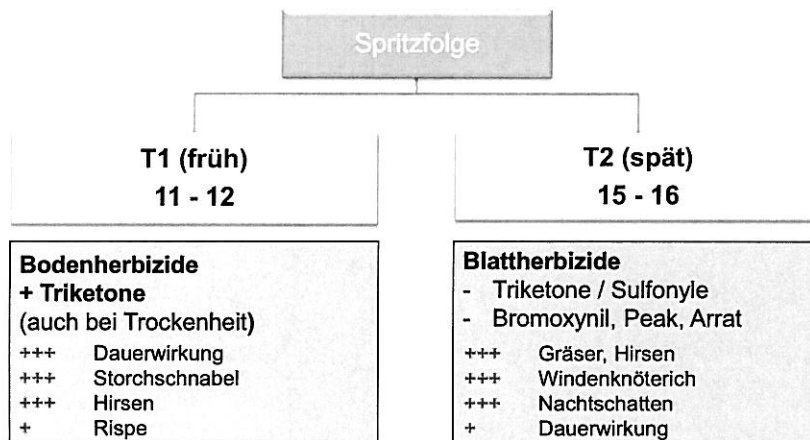 Spritzfolge
T1 (früh)
11 - 12
T2 (spät)
15 - 16
Bodenherbizide
+ Triketone
(auch bei Trockenheit)
+++ Dauerwirkung
+++ Storchschnabel
+++ Hirsen
+ Rispe
Blattherbizide
- Triketone / Sulfonyle
- Bromoxynil, Peak, Arrat
+++ Gräser, Hirsen
+++ Windenknöterich
+++ Nachtschatten
+ Dauerwirkung